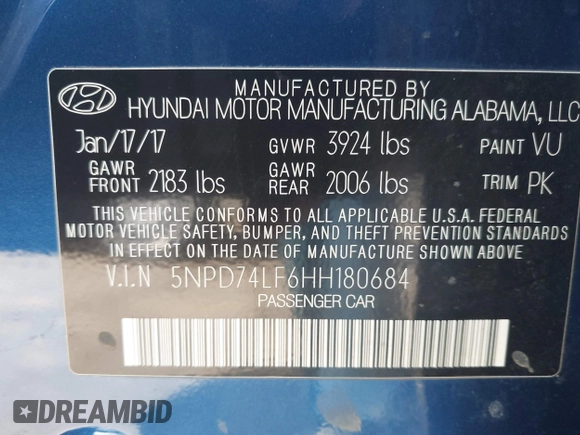 MANUFACTURED BY
HYUNDAI MOTOR MANUFACTURING ALABAMA, LLC
Jan/17/17 GVWR 3924 lbs PAINT VU
GAWR FRONT 2183 lbs GAWR REAR 2006 lbs TRIM PK
THIS VEHICLE CONFORMS TO ALL APPLICABLE U.S.A. FEDERAL
MOTOR VEHICLE SAFETY, BUMPER, AND THEFT PREVENTION STANDARDS
IN EFFECT ON THE DATE OF MANUFACTURE SHOWN ABOVE
V.I.N 5NPD74LF6HH180684
PASSENGER CAR
DREAMBID